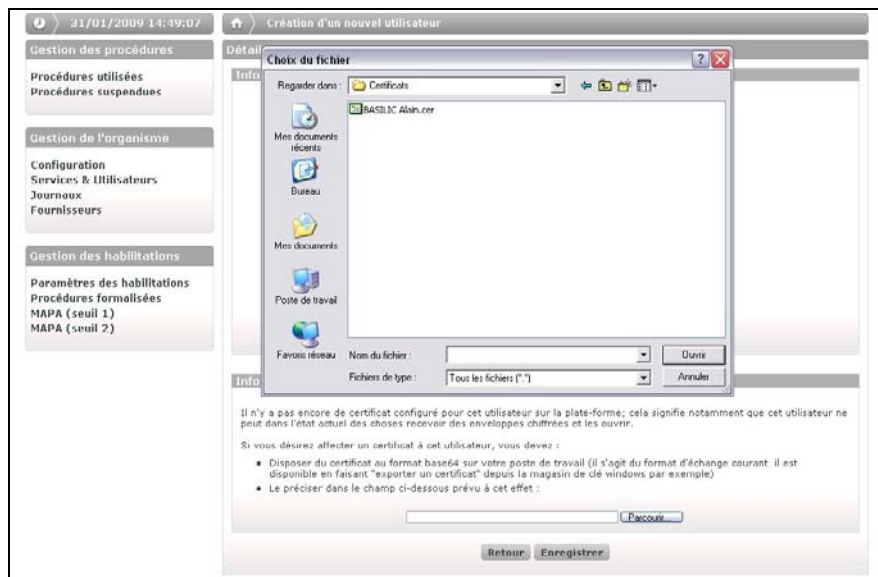 31/01/2009 14:49:07
Création d'un nouvel utilisateur
Gestion des procédures
Procédures utilisées
Procédures suspendues
Gestion de l'organisme
Configuration
Services & Utilisateurs
Journaux
Fournisseurs
Gestion des habilitations
Paramètres des habilitations
Procédures formalisées
MAPA (seuil 1)
MAPA (seuil 2)
Détail
Info
Choix du fichier
Regarder dans :
Certificats
BASILIC Alain.cer
Mes documents récents
Bureau
Mes documents
Poste de travail
Favoris réseau
Nom du fichier :
Ouvrir
Fichiers de type :
Tous les fichiers (*.*)
Annuler
Info
Il n'y a pas encore de certificat configuré pour cet utilisateur sur la plate-forme; cela signifie notamment que cet utilisateur ne
peut dans l'état actuel des choses recevoir des enveloppes chiffrées et les ouvrir.
Si vous désirez affecter un certificat à cet utilisateur, vous devez :
Disposer du certificat au format base64 sur votre poste de travail (il s'agit du format d'échange courant il est
disponible en faisant "exporter un certificat" depuis la magasin de clé windows par exemple)
Le préciser dans le champ ci-dessous prévu à cet effet :
Parcourir...
Retour
Enregistrer